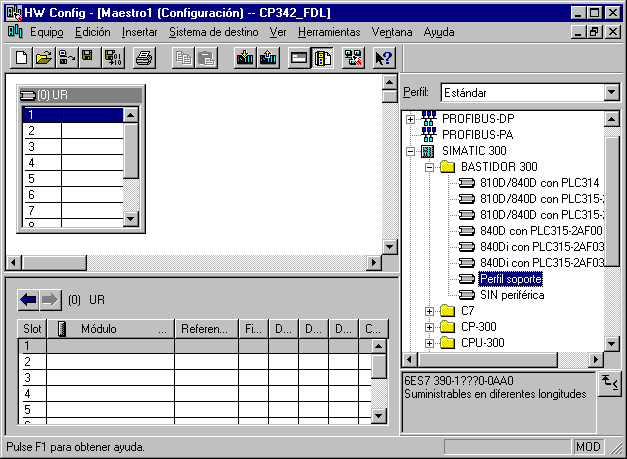 HW Config - [Maestro1 (Configuración) -- CP342_FDL]
Equipo Edición Insertar Sistema de destino Ver Herramientas Ventana Ayuda
(0) UR
1
2
3
4
5
6
7
8
Perfil: Estándar
PROFIBUS-DP
PROFIBUS-PA
SIMATIC 300
BASTIDOR 300
810D/840D con PLC314
810D/840D con PLC315-2
810D/840D con PLC315-
840D con PLC315-2AF00
840Di con PLC315-2AF03
840Di con PLC315-2AF03
Perfil soporte
SIN periférica
C7
CP-300
CPU-300
(0) UR
Slot Módulo ... Referen... Fi... D... D... D... C...
1
2
3
4
5
6
6ES7 390-1???0-0AA0
Suministrables en diferentes longitudes
Pulse F1 para obtener ayuda. MOD